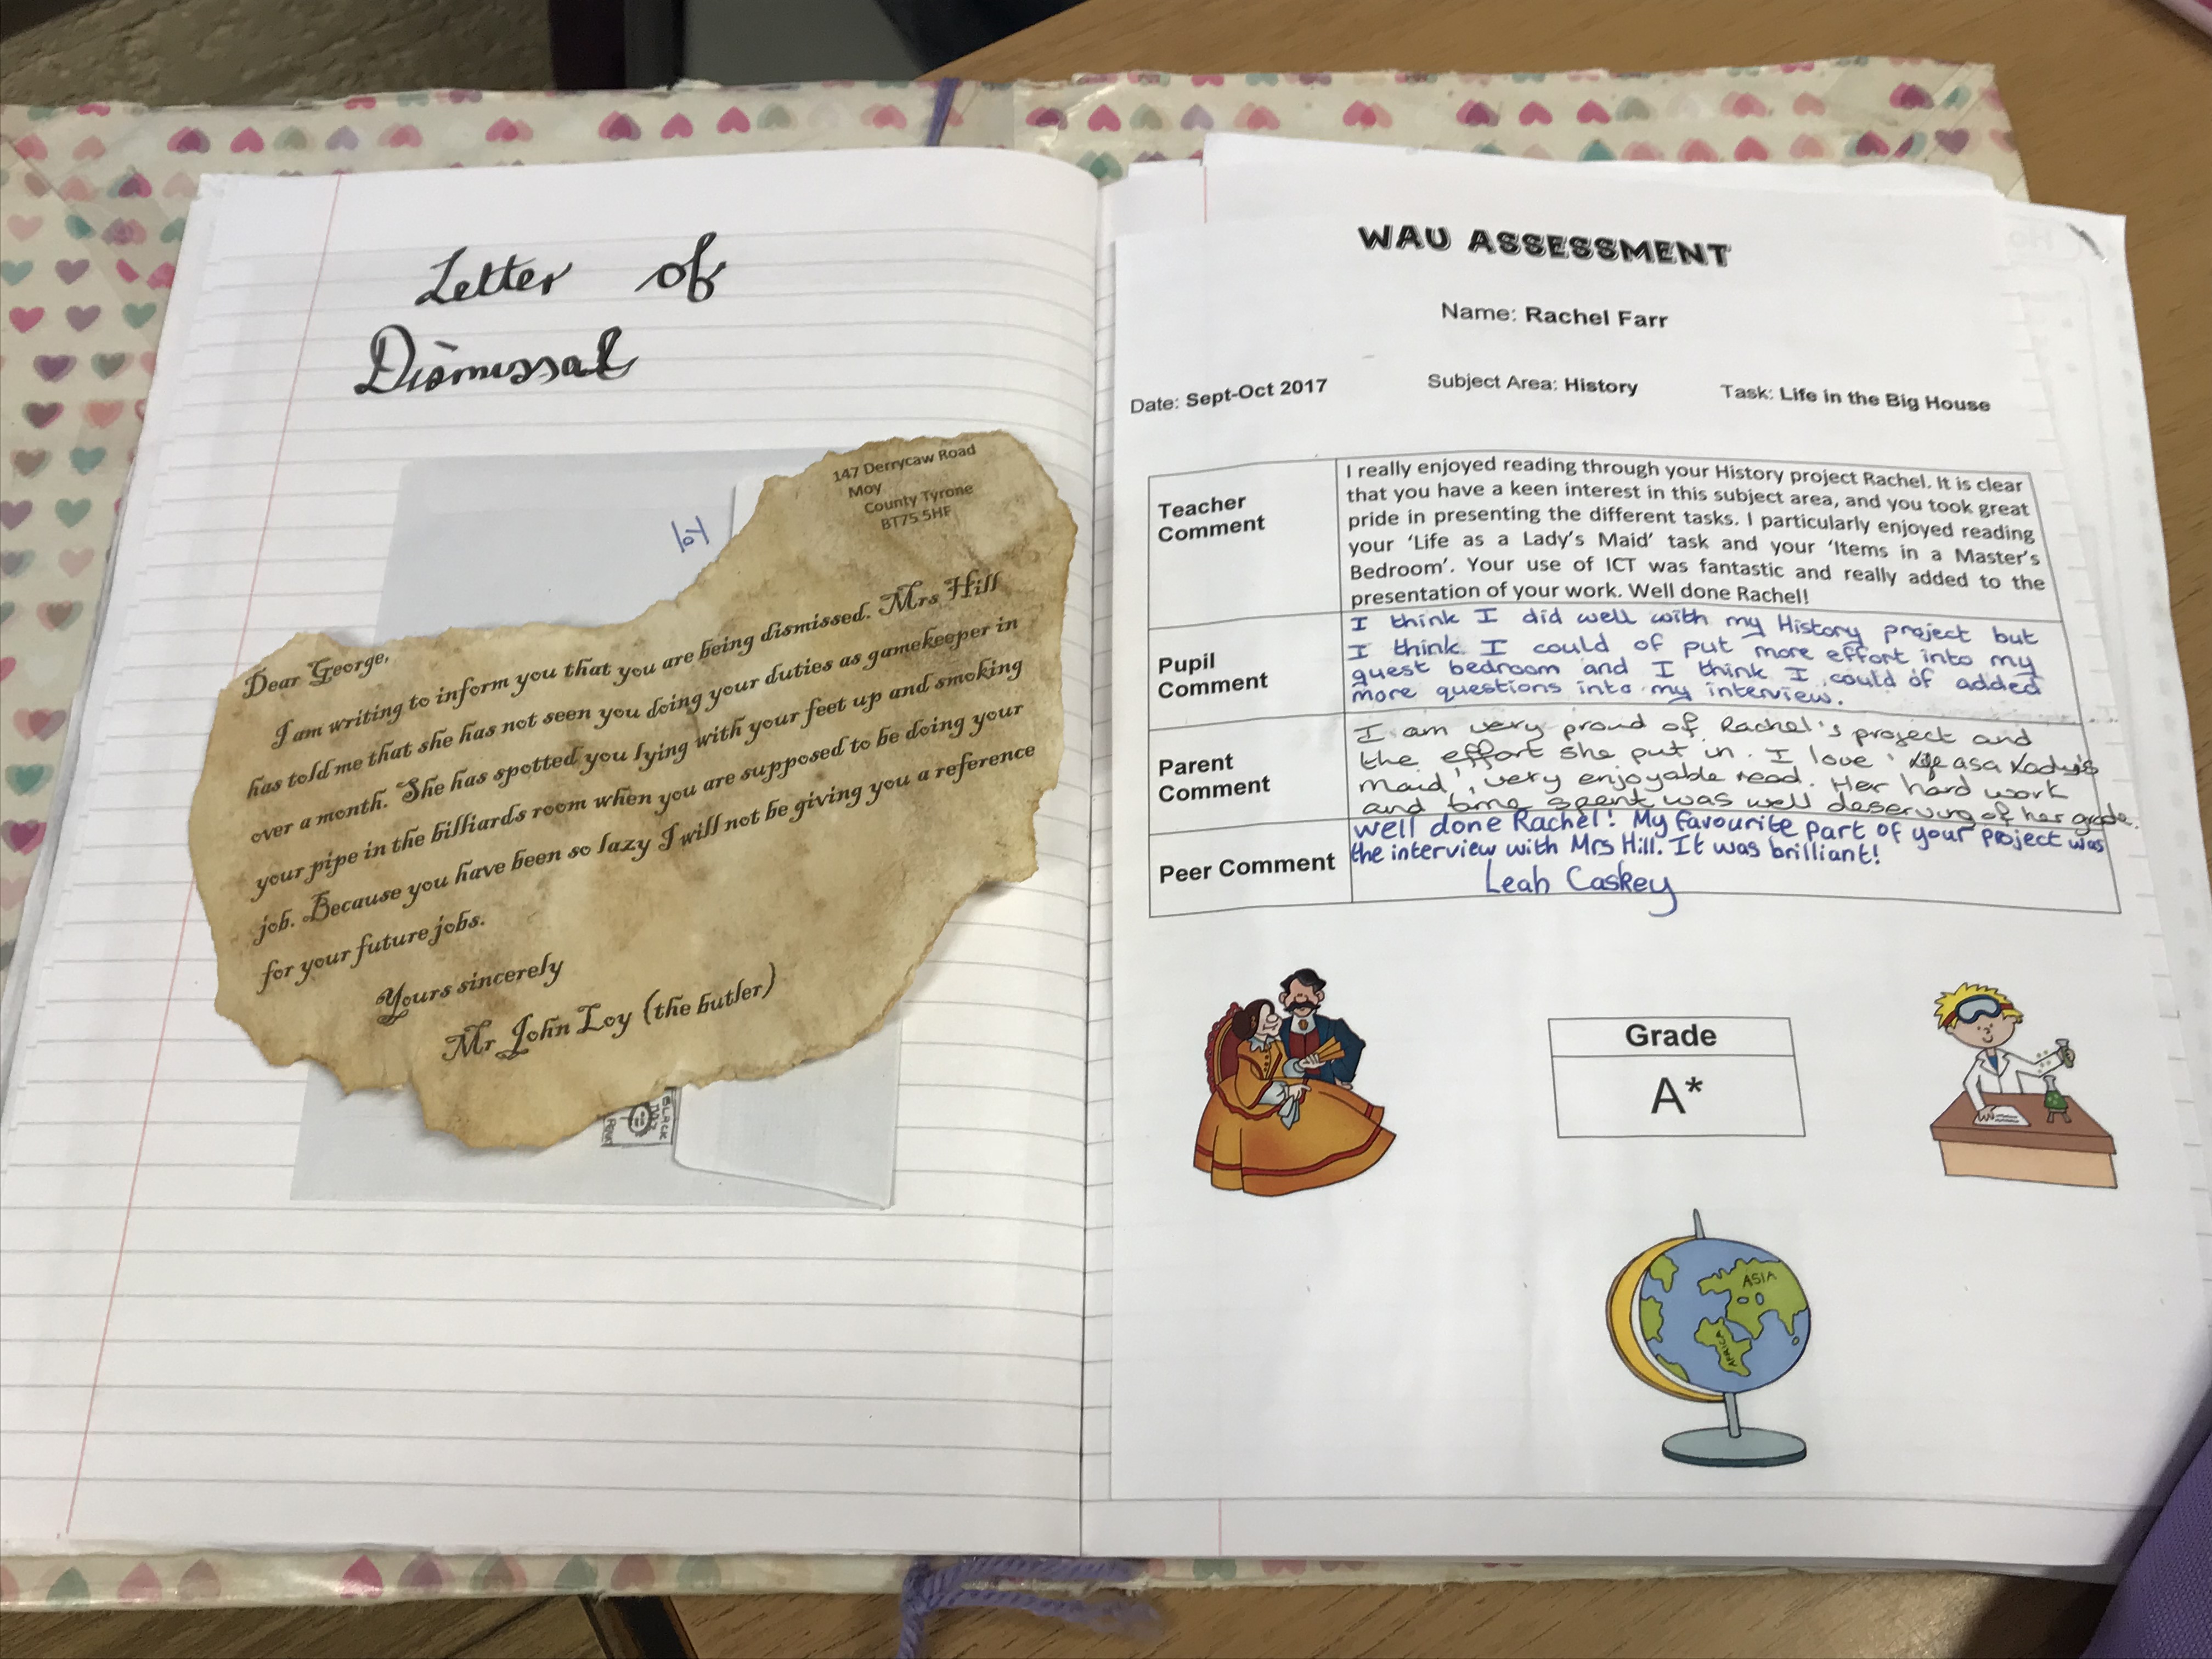 Letter of
Dismissal
Loy
147 Derrycaw Road
Moy
County Tyrone
BT75 5HF
Dear George,
I am writing to inform you that you are being dismissed. Mrs Hill
has told me that she has not seen you doing your duties as gamekeeper in
over a month. She has spotted you lying with your feet up and smoking
your pipe in the billiards room when you are supposed to be doing your
job. Because you have been so lazy I will not be giving you a reference
for your future jobs.
Yours sincerely
Mr John Loy (the butler)
BLACK
WAU ASSESSMENT
Name: Rachel Farr
Date: Sept-Oct 2017 Subject Area: History Task: Life in the Big House
Teacher
Comment
I really enjoyed reading through your History project Rachel. It is clear
that you have a keen interest in this subject area, and you took great
pride in presenting the different tasks. I particularly enjoyed reading
your 'Life as a Lady's Maid' task and your 'Items in a Master's
Bedroom'. Your use of ICT was fantastic and really added to the
presentation of your work. Well done Rachel!
Pupil
Comment
I think I did well with my History project but
I think I could of put more effort into my
guest bedroom and I think I could of added
more questions into my interview.
Parent
Comment
I am very proud of Rachel's project and
the effort she put in. I love 'Life as a Lady's
Maid', very enjoyable read. Her hard work
and time spent was well deserving of her grade.
Peer Comment
Well done Rachel! My favourite part of your project was
the interview with Mrs Hill. It was brilliant!
Leah Caskey
Grade
A*
ASIA
AFRICA